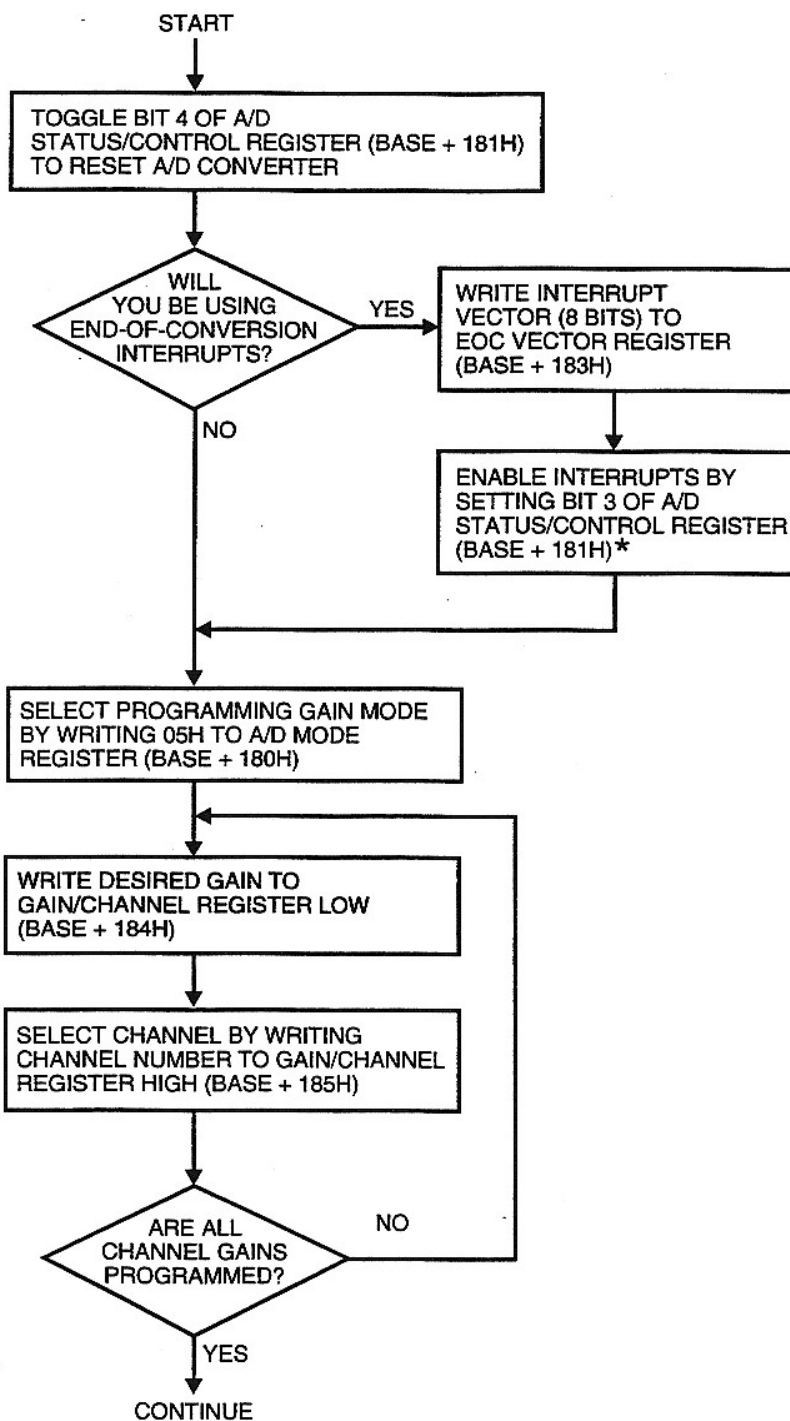 START
TOGGLE BIT 4 OF A/D
STATUS/CONTROL REGISTER (BASE + 181H)
TO RESET A/D CONVERTER
WILL
YOU BE USING
END-OF-CONVERSION
INTERRUPTS?
YES
WRITE INTERRUPT
VECTOR (8 BITS) TO
EOC VECTOR REGISTER
(BASE + 183H)
NO
ENABLE INTERRUPTS BY
SETTING BIT 3 OF A/D
STATUS/CONTROL REGISTER
(BASE + 181H)*
SELECT PROGRAMMING GAIN MODE
BY WRITING 05H TO A/D MODE
REGISTER (BASE + 180H)
WRITE DESIRED GAIN TO
GAIN/CHANNEL REGISTER LOW
(BASE + 184H)
SELECT CHANNEL BY WRITING
CHANNEL NUMBER TO GAIN/CHANNEL
REGISTER HIGH (BASE + 185H)
ARE ALL
CHANNEL GAINS
PROGRAMMED?
NO
YES
CONTINUE